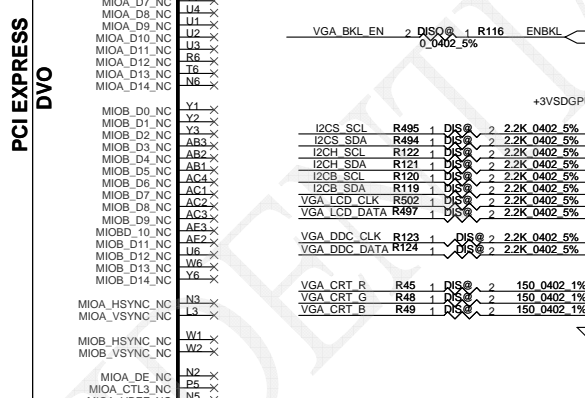 PCI EXPRESS
DVO
MIOA_D7_NC
MIOA_D8_NC U4
MIOA_D9_NC U1
MIOA_D10_NC U2
MIOA_D11_NC U3
MIOA_D12_NC R6
MIOA_D13_NC T6
MIOA_D14_NC N6
MIOB_D0_NC Y1
MIOB_D1_NC Y2
MIOB_D2_NC Y3
MIOB_D3_NC AB3
MIOB_D4_NC AB2
MIOB_D5_NC AB1
MIOB_D6_NC AC4
MIOB_D7_NC AC1
MIOB_D8_NC AC2
MIOB_D9_NC AC3
MIOBD_10_NC AE3
MIOB_D11_NC AE2
MIOB_D12_NC U6
MIOB_D13_NC W6
MIOB_D14_NC Y6
MIOA_HSYNC_NC N3
MIOA_VSYNC_NC L3
MIOB_HSYNC_NC W1
MIOB_VSYNC_NC W2
MIOA_DE_NC N2
MIOA_CTL3_NC P5
N5
VGA_BKL_EN 2 DISO@ 1 R116 ENBKL
0_0402_5%
+3VSDGP
I2CS_SCL R495 1 DIS@ 2 2.2K_0402_5%
I2CS_SDA R494 1 DIS@ 2 2.2K_0402_5%
I2CH_SCL R122 1 DIS@ 2 2.2K_0402_5%
I2CH_SDA R121 1 DIS@ 2 2.2K_0402_5%
I2CB_SCL R120 1 DIS@ 2 2.2K_0402_5%
I2CB_SDA R119 1 DIS@ 2 2.2K_0402_5%
VGA_LCD_CLK R502 1 DIS@ 2 2.2K_0402_5%
VGA_LCD_DATA R497 1 DIS@ 2 2.2K_0402_5%
VGA_DDC_CLK R123 1 DIS@ 2 2.2K_0402_5%
VGA_DDC_DATA R124 1 DIS@ 2 2.2K_0402_5%
VGA_CRT_R R45 1 DIS@ 2 150_0402_1%
VGA_CRT_G R48 1 DIS@ 2 150_0402_1%
VGA_CRT_B R49 1 DIS@ 2 150_0402_1%